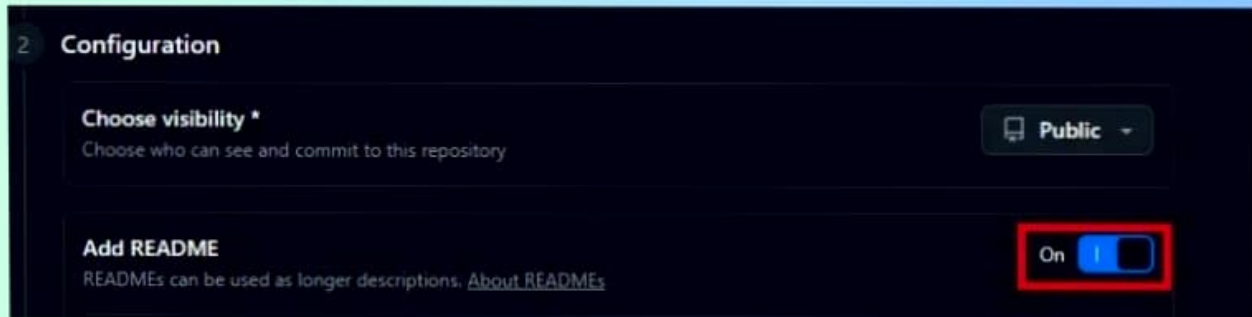 2
Configuration
Choose visibility *
Public
Choose who can see and commit to this repository
Add README
On
READMEs can be used as longer descriptions. About READMEs